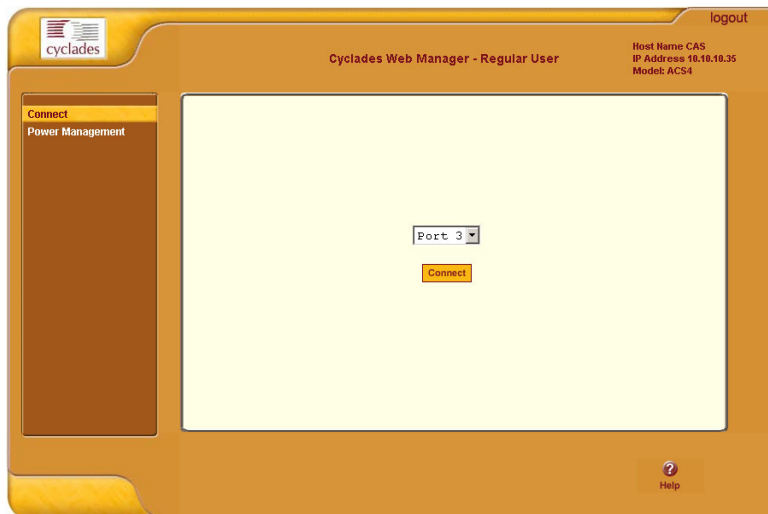 logout
cyclades
Cyclades Web Manager - Regular User
Host Name CAS
IP Address 10.10.10.35
Model: ACS4
Connect
Power Management
Port 3
Connect
?
Help